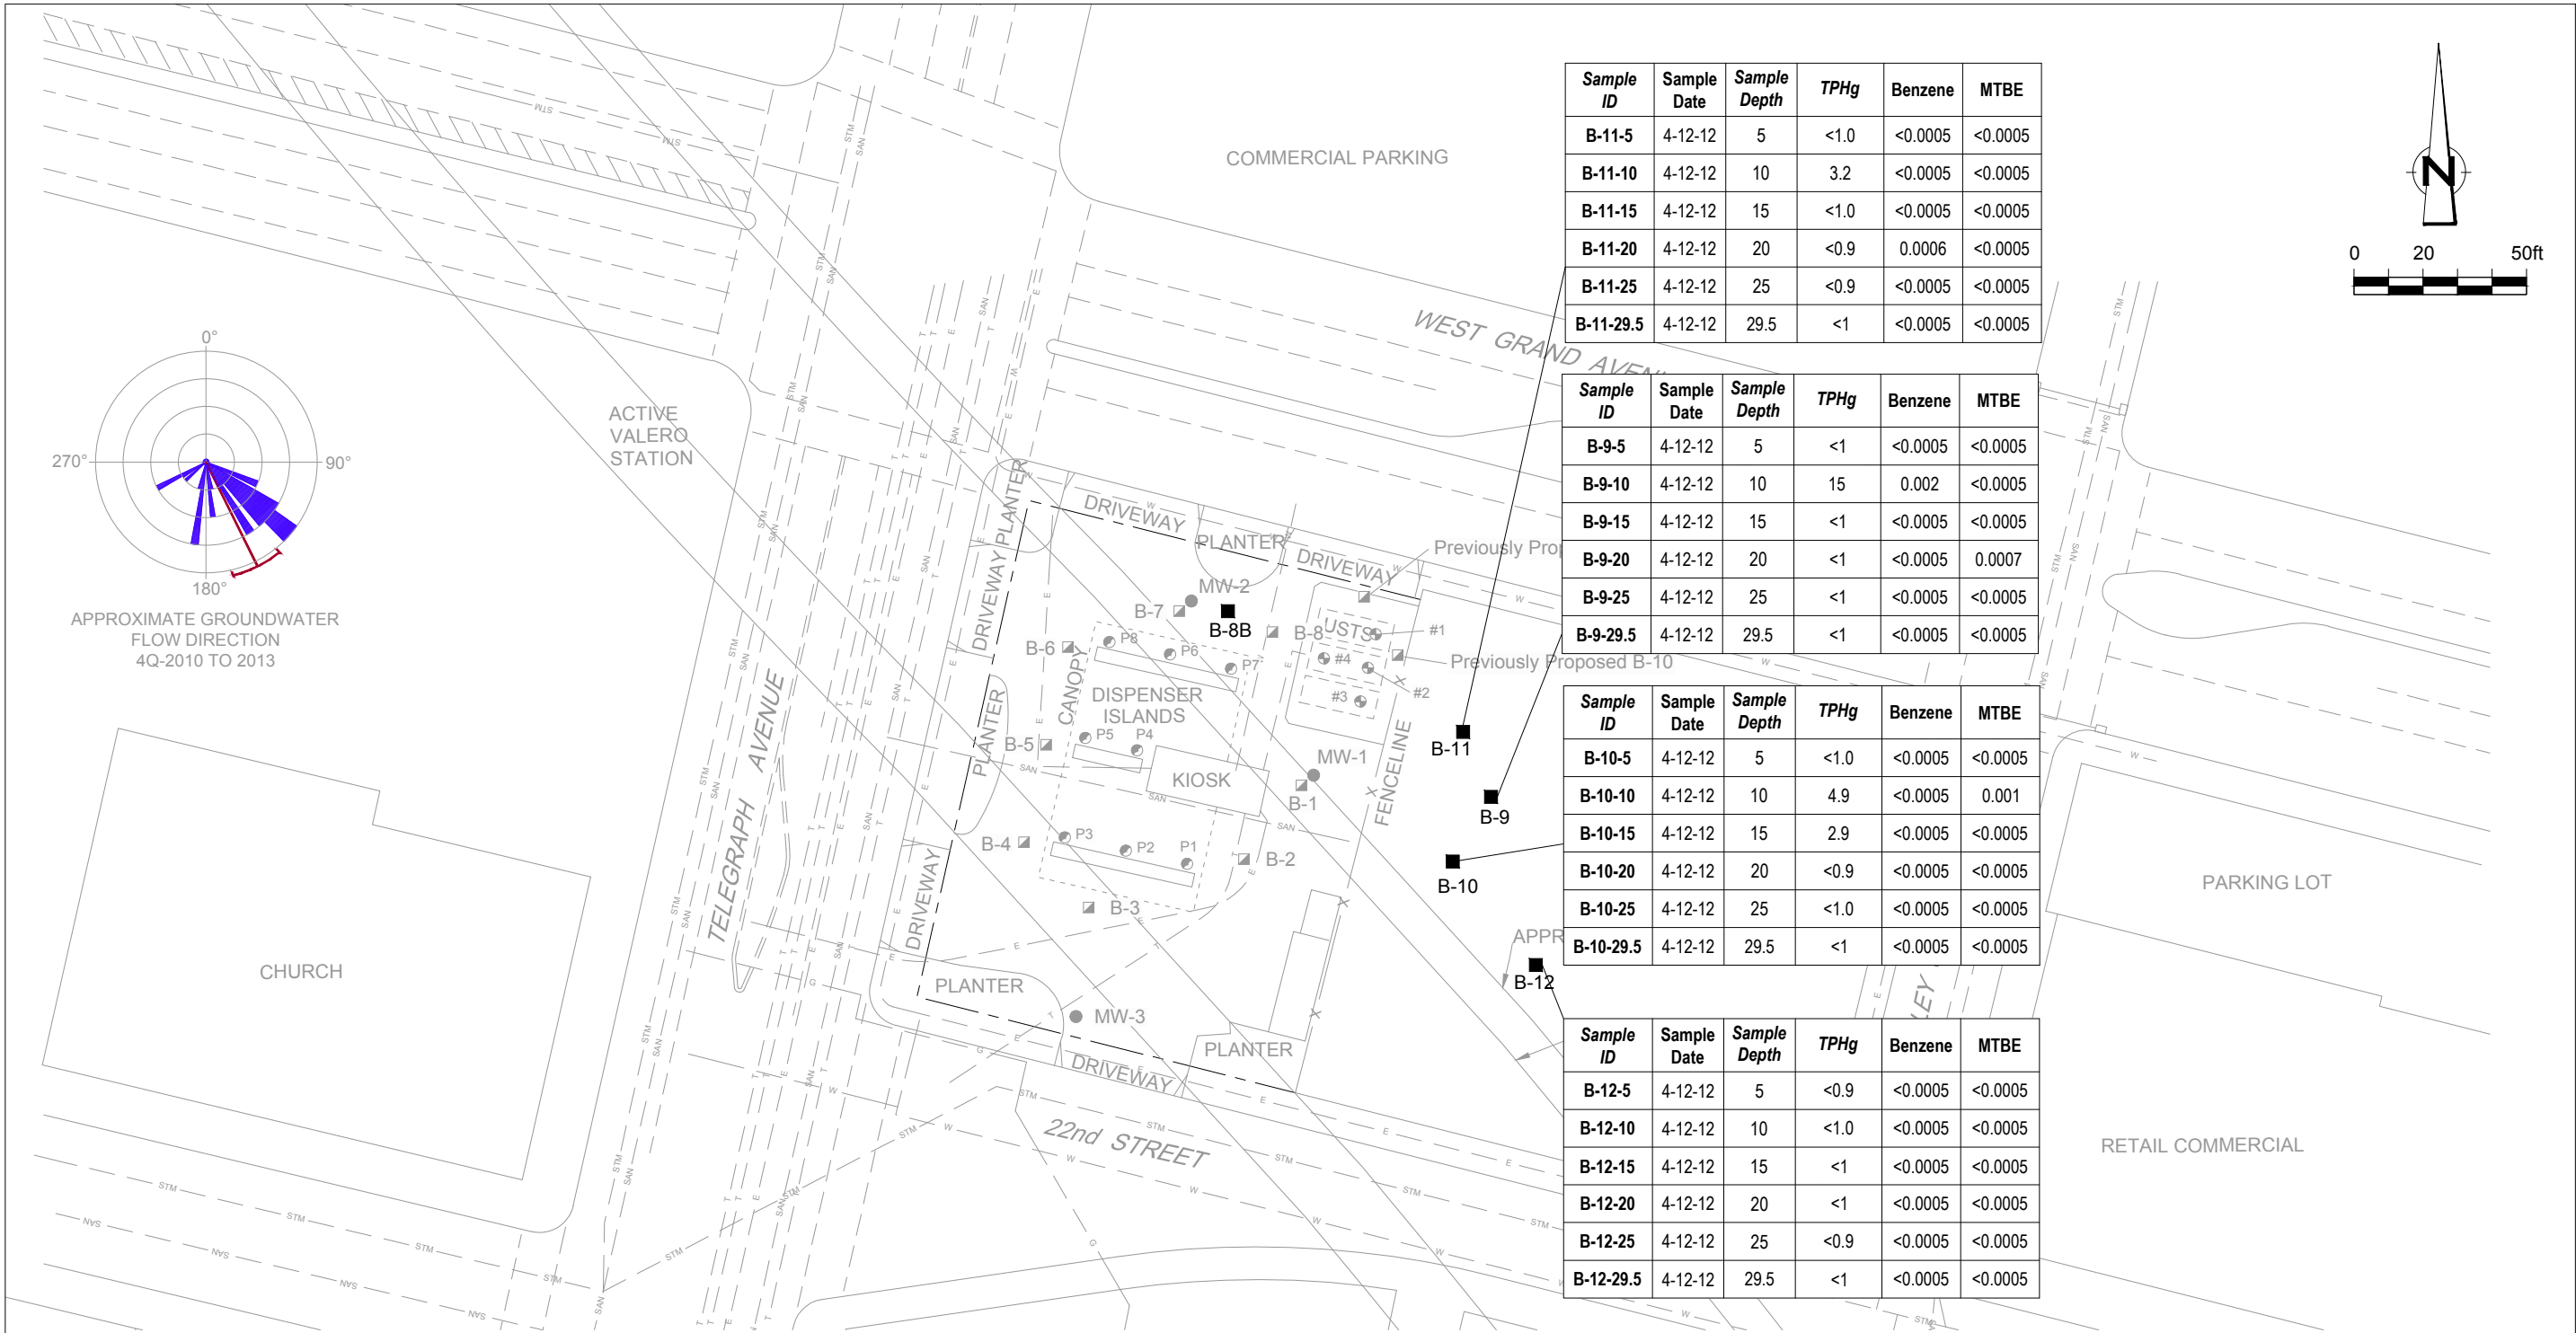 COMMERCIAL PARKING
Sample ID Sample Date Sample Depth TPHg Benzene MTBE
B-11-5 4-12-12 5 <1.0 <0.0005 <0.0005
B-11-10 4-12-12 10 3.2 <0.0005 <0.0005
B-11-15 4-12-12 15 <1.0 <0.0005 <0.0005
B-11-20 4-12-12 20 <0.9 0.0006 <0.0005
B-11-25 4-12-12 25 <0.9 <0.0005 <0.0005
B-11-29.5 4-12-12 29.5 <1 <0.0005 <0.0005
N
0 20 50ft
WEST GRAND
0°
90°
180°
270°
APPROXIMATE GROUNDWATER
FLOW DIRECTION
4Q-2010 TO 2013
ACTIVE
VALERO
STATION
Sample ID Sample Date Sample Depth TPHg Benzene MTBE
B-9-5 4-12-12 5 <1 <0.0005 <0.0005
B-9-10 4-12-12 10 15 0.002 <0.0005
B-9-15 4-12-12 15 <1 <0.0005 <0.0005
B-9-20 4-12-12 20 <1 <0.0005 0.0007
B-9-25 4-12-12 25 <1 <0.0005 <0.0005
B-9-29.5 4-12-12 29.5 <1 <0.0005 <0.0005
DRIVEWAY
PLANTER
DRIVEWAY
PLANTER
DRIVEWAY
Previously
MW-2
B-7
B-8B
B-8
USTS
#1
B-6
P8
P6
P7
#4
Previously Proposed B-10
#2
#3
CANOPY
DISPENSER
ISLANDS
PLANTER
B-5
P5
P4
KIOSK
MW-1
B-1
FENCELINE
B-11
B-9
B-10
Sample ID Sample Date Sample Depth TPHg Benzene MTBE
B-10-5 4-12-12 5 <1.0 <0.0005 <0.0005
B-10-10 4-12-12 10 4.9 <0.0005 0.001
B-10-15 4-12-12 15 2.9 <0.0005 <0.0005
B-10-20 4-12-12 20 <0.9 <0.0005 <0.0005
B-10-25 4-12-12 25 <1.0 <0.0005 <0.0005
B-10-29.5 4-12-12 29.5 <1 <0.0005 <0.0005
TELEGRAPH AVENUE
B-4
P3
P2
P1
B-2
B-3
DRIVEWAY
PARKING LOT
CHURCH
PLANTER
MW-3
DRIVEWAY
PLANTER
APPR
B-12
LEY
22nd STREET
Sample ID Sample Date Sample Depth TPHg Benzene MTBE
B-12-5 4-12-12 5 <0.9 <0.0005 <0.0005
B-12-10 4-12-12 10 <1.0 <0.0005 <0.0005
B-12-15 4-12-12 15 <1 <0.0005 <0.0005
B-12-20 4-12-12 20 <1 <0.0005 <0.0005
B-12-25 4-12-12 25 <0.9 <0.0005 <0.0005
B-12-29.5 4-12-12 29.5 <1 <0.0005 <0.0005
RETAIL COMMERCIAL